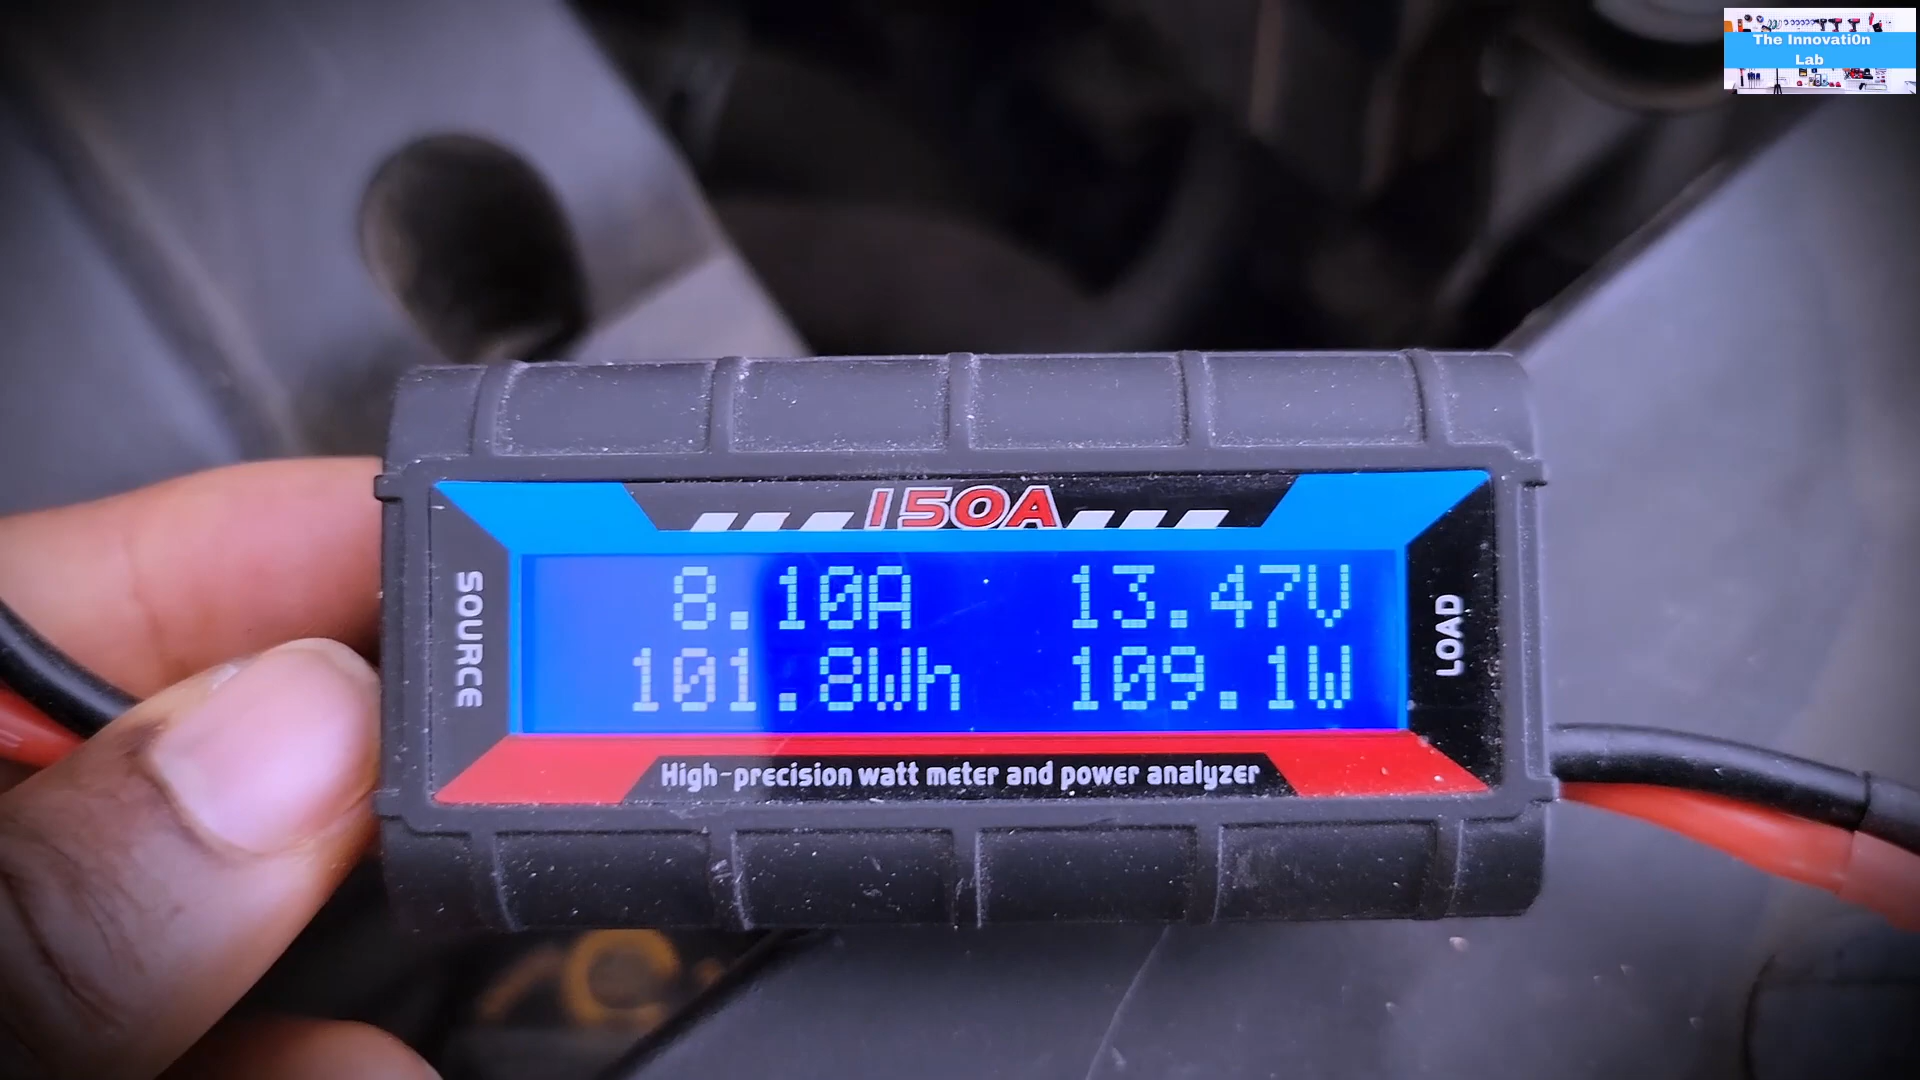 The Innovati0n
Lab
150A
SOURCE
8.10A 13.47V
101.8Wh 109.1W
LOAD
High-precision watt meter and power analyzer